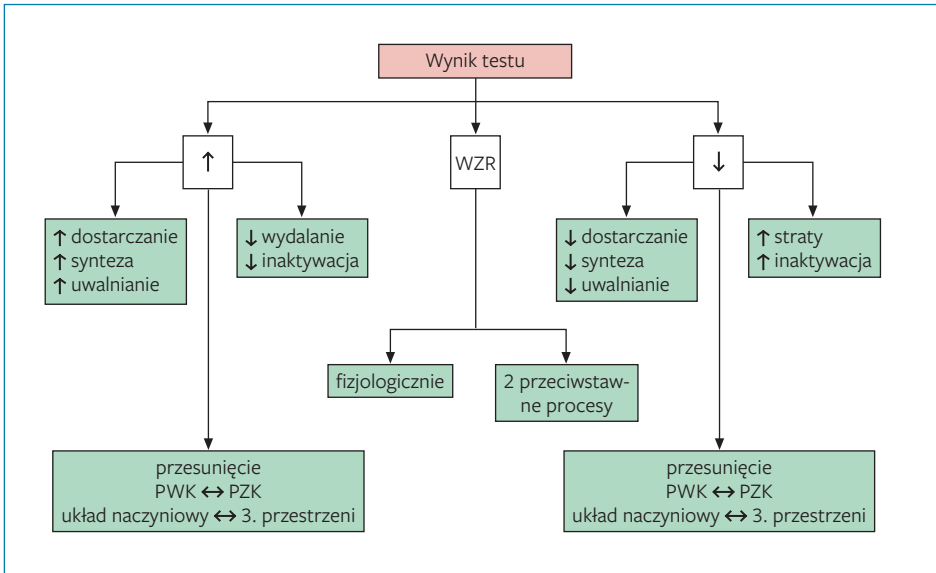 Wynik testu
↑
WZR
↓
↑ dostarczanie
↑ synteza
↑ uwalnianie
↓ wydalanie
↓ inaktywacja
↓ dostarczanie
↓ synteza
↓ uwalnianie
↑ straty
↑ inaktywacja
fizjologicznie
2 przeciwstaw-
ne procesy
przesunięcie
PWK ↔ PZK
układ naczyniowy ↔ 3. przestrzeni
przesunięcie
PWK ↔ PZK
układ naczyniowy ↔ 3. przestrzeni